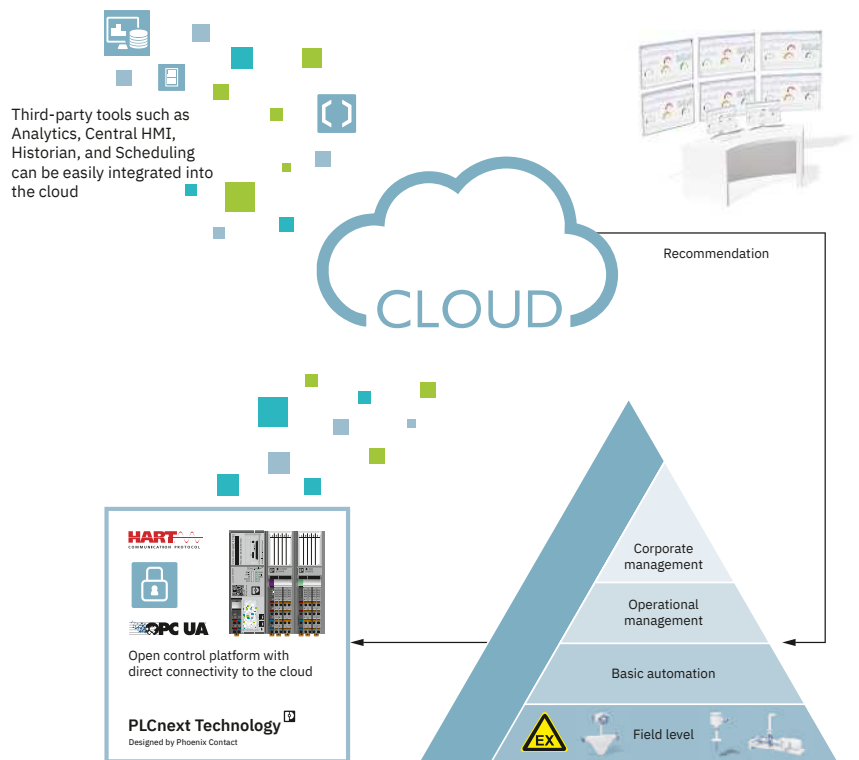 Third-party tools such as
Analytics, Central HMI,
Historian, and Scheduling
can be easily integrated into
the cloud
CLOUD
Recommendation
Corporate
management
Operational
management
Basic automation
EX
Field level
HART
COMMUNICATION PROTOCOL
OPC UA
Open control platform with
direct connectivity to the cloud
PLCnext Technology
Designed by Phoenix Contact